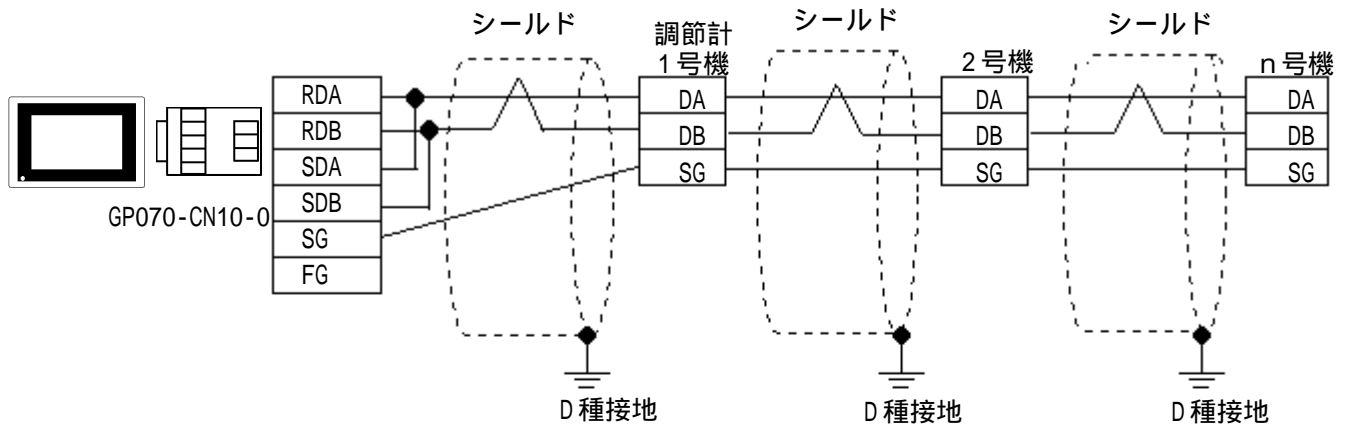 シールド
シールド
シールド
調節計
1号機
2号機
n号機
RDA
RDB
SDA
SDB
SG
FG
GP070-CN10-0
DA
DB
SG
DA
DB
SG
DA
DB
SG
D種接地
D種接地
D種接地